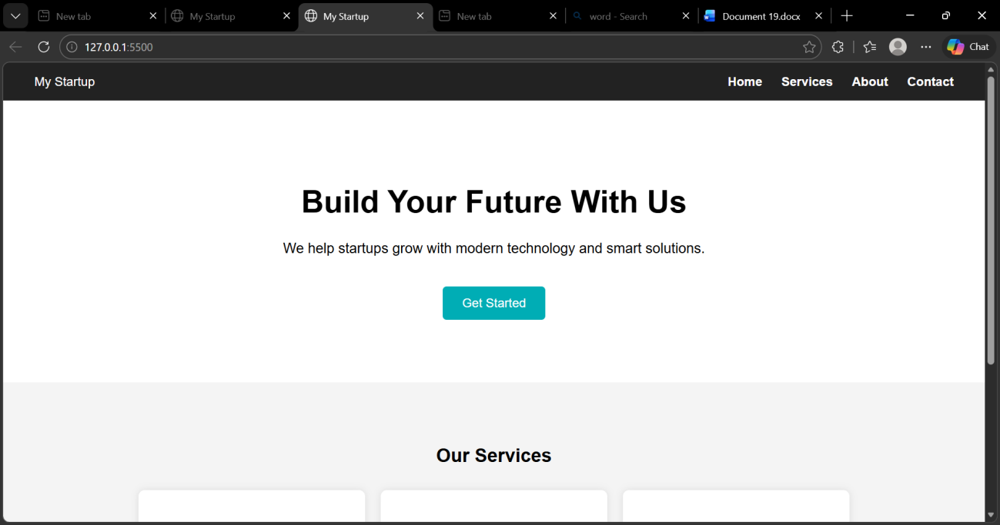 New tab
My Startup
My Startup
New tab
word - Search
Document 19.docx
127.0.0.1:5500
Chat
My Startup
Home Services About Contact
Build Your Future With Us
We help startups grow with modern technology and smart solutions.
Get Started
Our Services